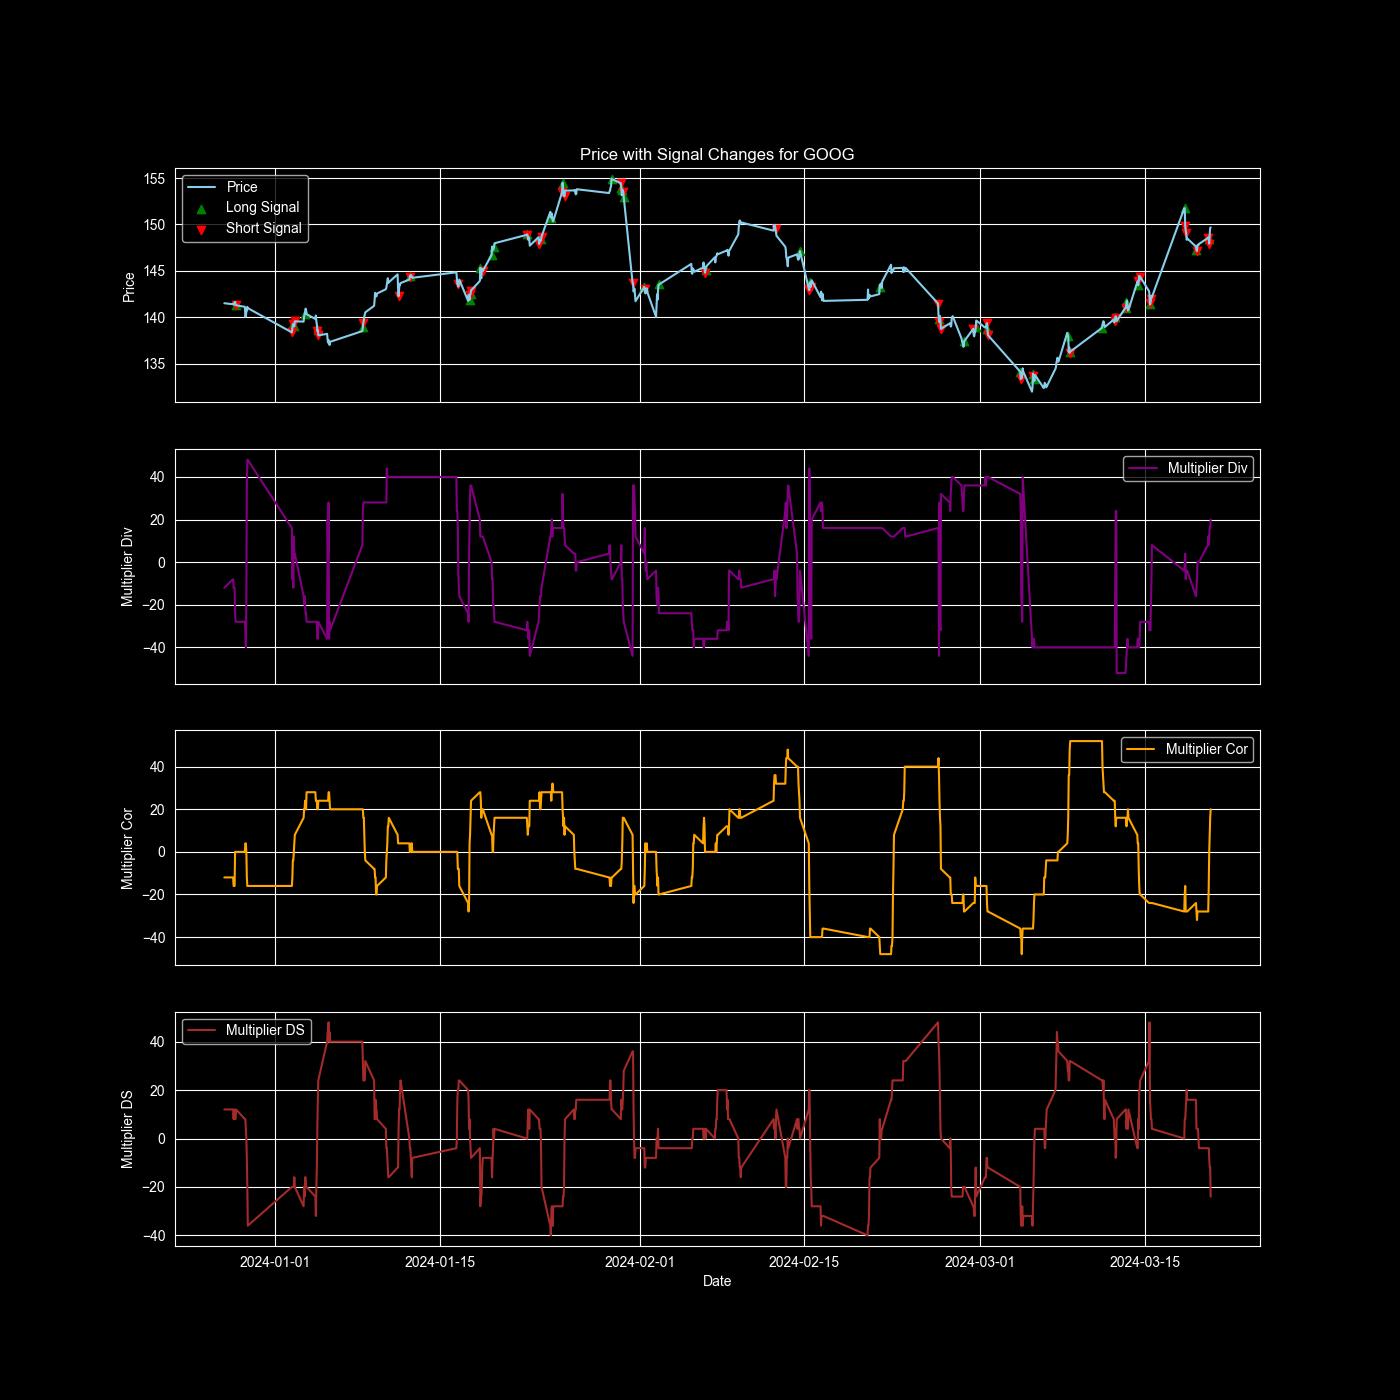 Price with Signal Changes for GOOG
155
150
145
140
135
Price
Price
Long Signal
Short Signal
40
20
0
−20
−40
Multiplier Div
Multiplier Div
40
20
0
−20
−40
Multiplier Cor
Multiplier Cor
40
20
0
−20
−40
Multiplier DS
Multiplier DS
2024-01-01
2024-01-15
2024-02-01
2024-02-15
2024-03-01
2024-03-15
Date